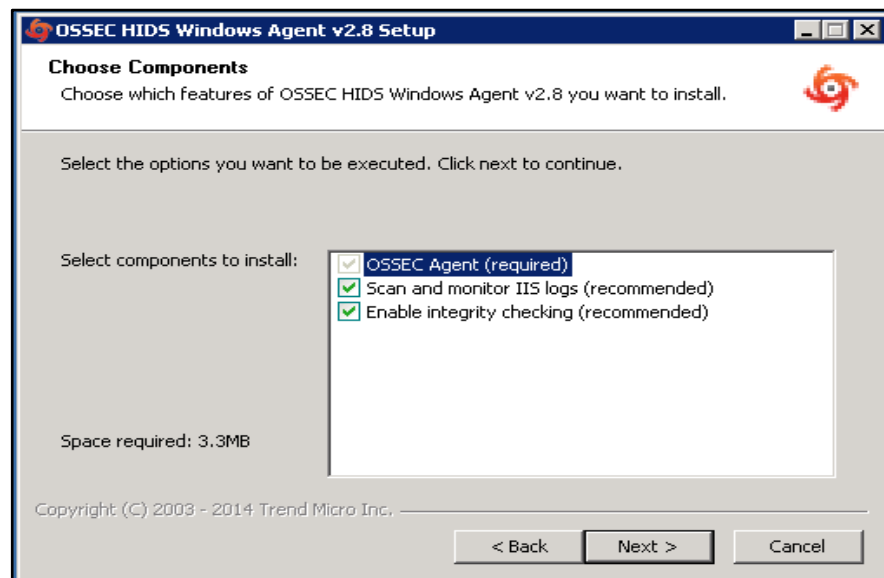 OSSEC HIDS Windows Agent v2.8 Setup
Choose Components
Choose which features of OSSEC HIDS Windows Agent v2.8 you want to install.
Select the options you want to be executed. Click next to continue.
Select components to install:
OSSEC Agent (required)
Scan and monitor IIS logs (recommended)
Enable integrity checking (recommended)
Space required: 3.3MB
Copyright (C) 2003 - 2014 Trend Micro Inc.
< Back Next > Cancel